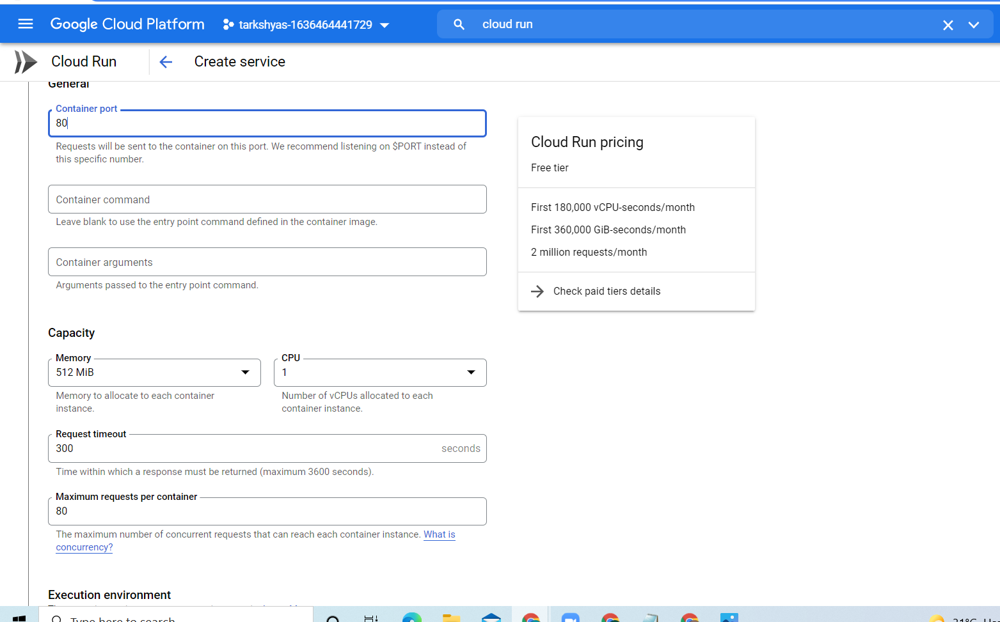 Google Cloud Platform
tarkshyas-1636464441729
cloud run
Cloud Run
Create service
General
Container port
80
Requests will be sent to the container on this port. We recommend listening on $PORT instead of
this specific number.
Container command
Leave blank to use the entry point command defined in the container image.
Container arguments
Arguments passed to the entry point command.
Capacity
Memory
512 MiB
Memory to allocate to each container
instance.
CPU
1
Number of vCPUs allocated to each
container instance.
Request timeout
300
seconds
Time within which a response must be returned (maximum 3600 seconds).
Maximum requests per container
80
The maximum number of concurrent requests that can reach each container instance. What is
concurrency?
Execution environment
Cloud Run pricing
Free tier
First 180,000 vCPU-seconds/month
First 360,000 GiB-seconds/month
2 million requests/month
Check paid tiers details
Type here to search